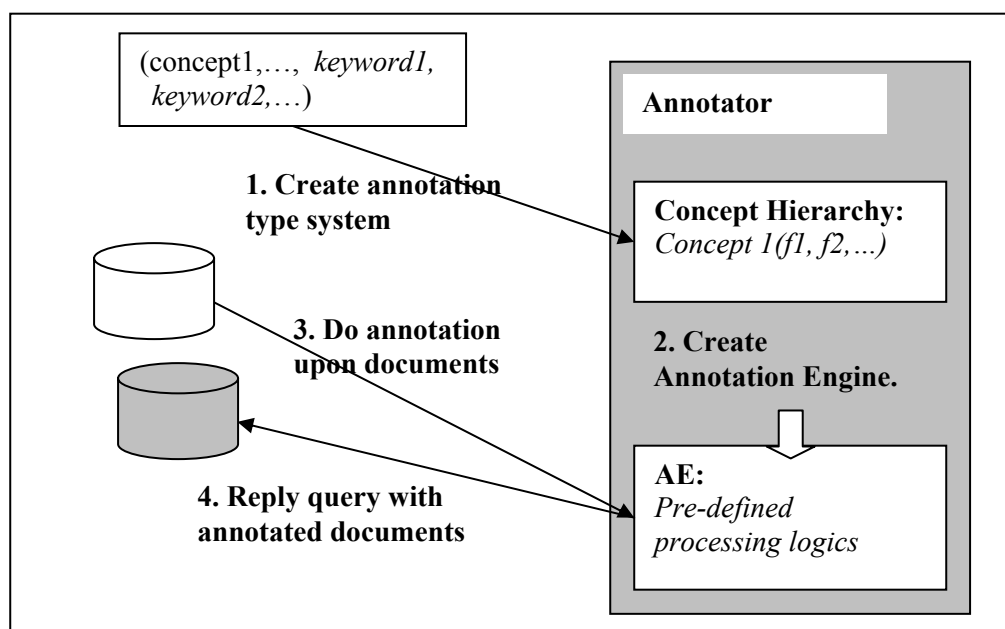 (concept1,…, keyword1,
keyword2,…)
Annotator
1. Create annotation
type system
Concept Hierarchy:
Concept 1(f1, f2,…)
3. Do annotation
upon documents
2. Create
Annotation Engine.
4. Reply query with
annotated documents
AE:
Pre-defined
processing logics